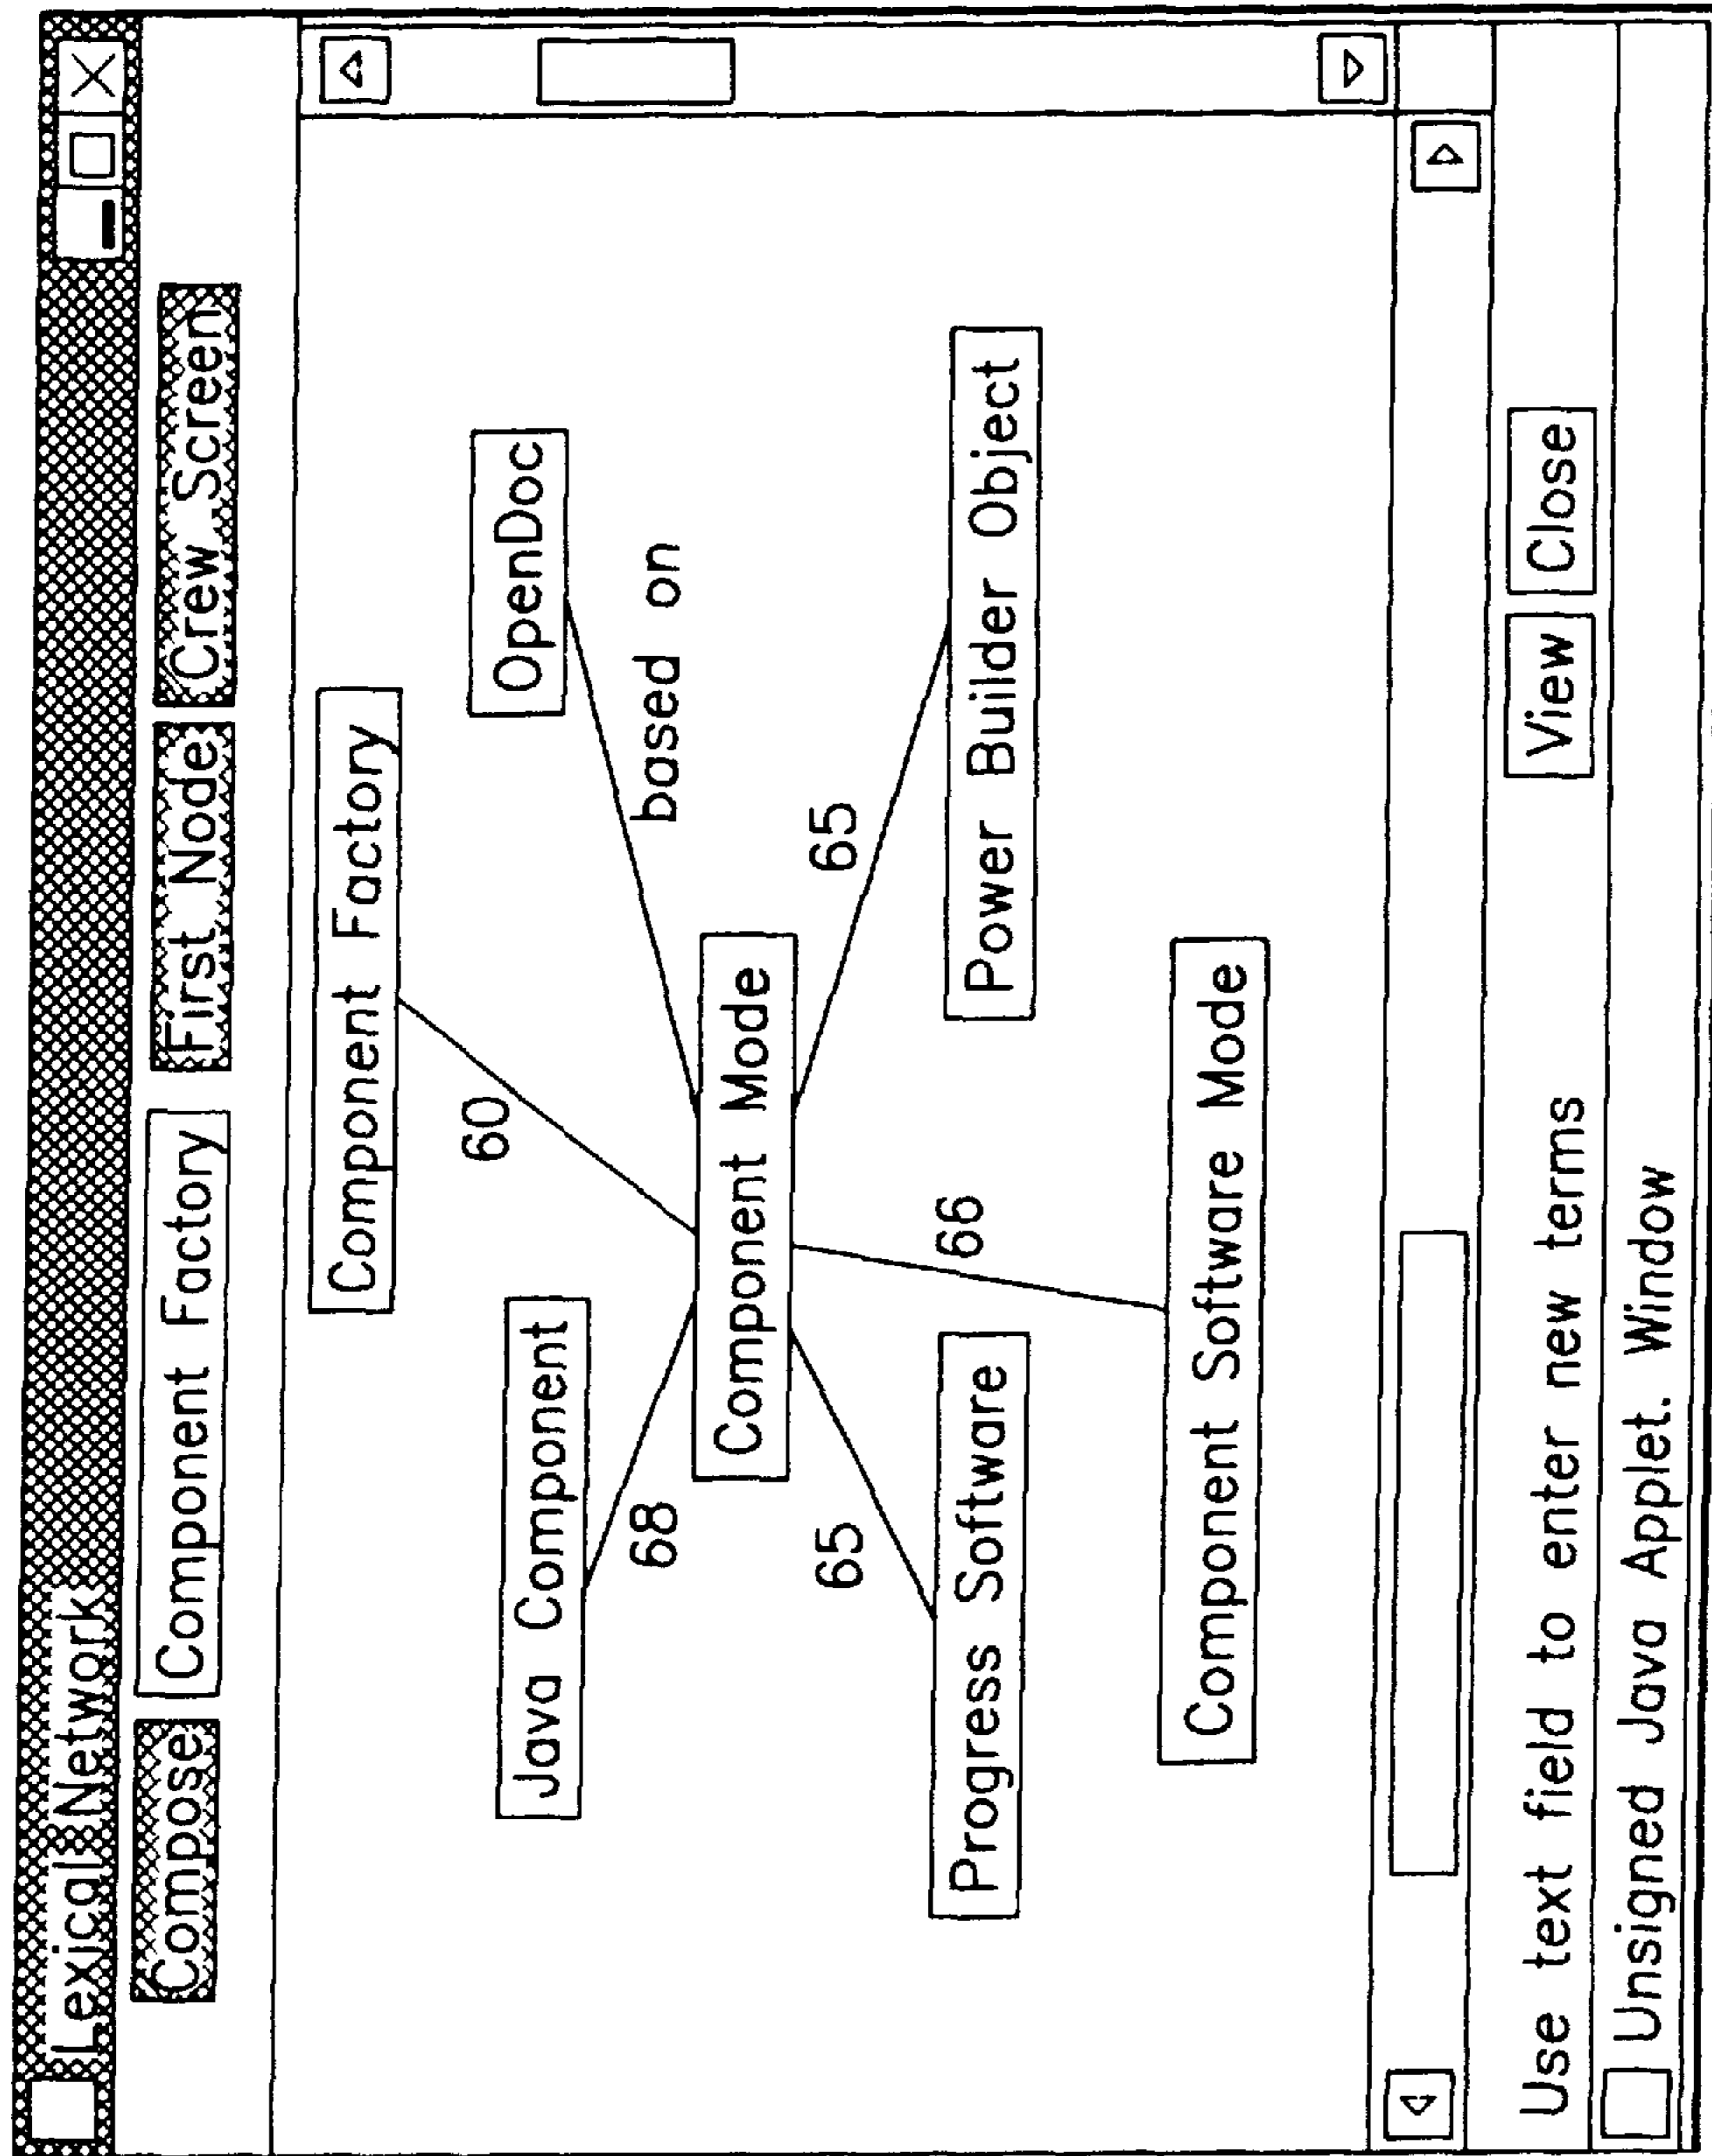 Lexical Network
Compose Component Factory First Node Crew Screen
Component Factory
OpenDoc
Java Component
60
68
based on
Component Mode
65
65
Progress Software
66
Power Builder Object
Component Software Mode
Use text field to enter new terms View Close
Unsigned Java Applet. Window